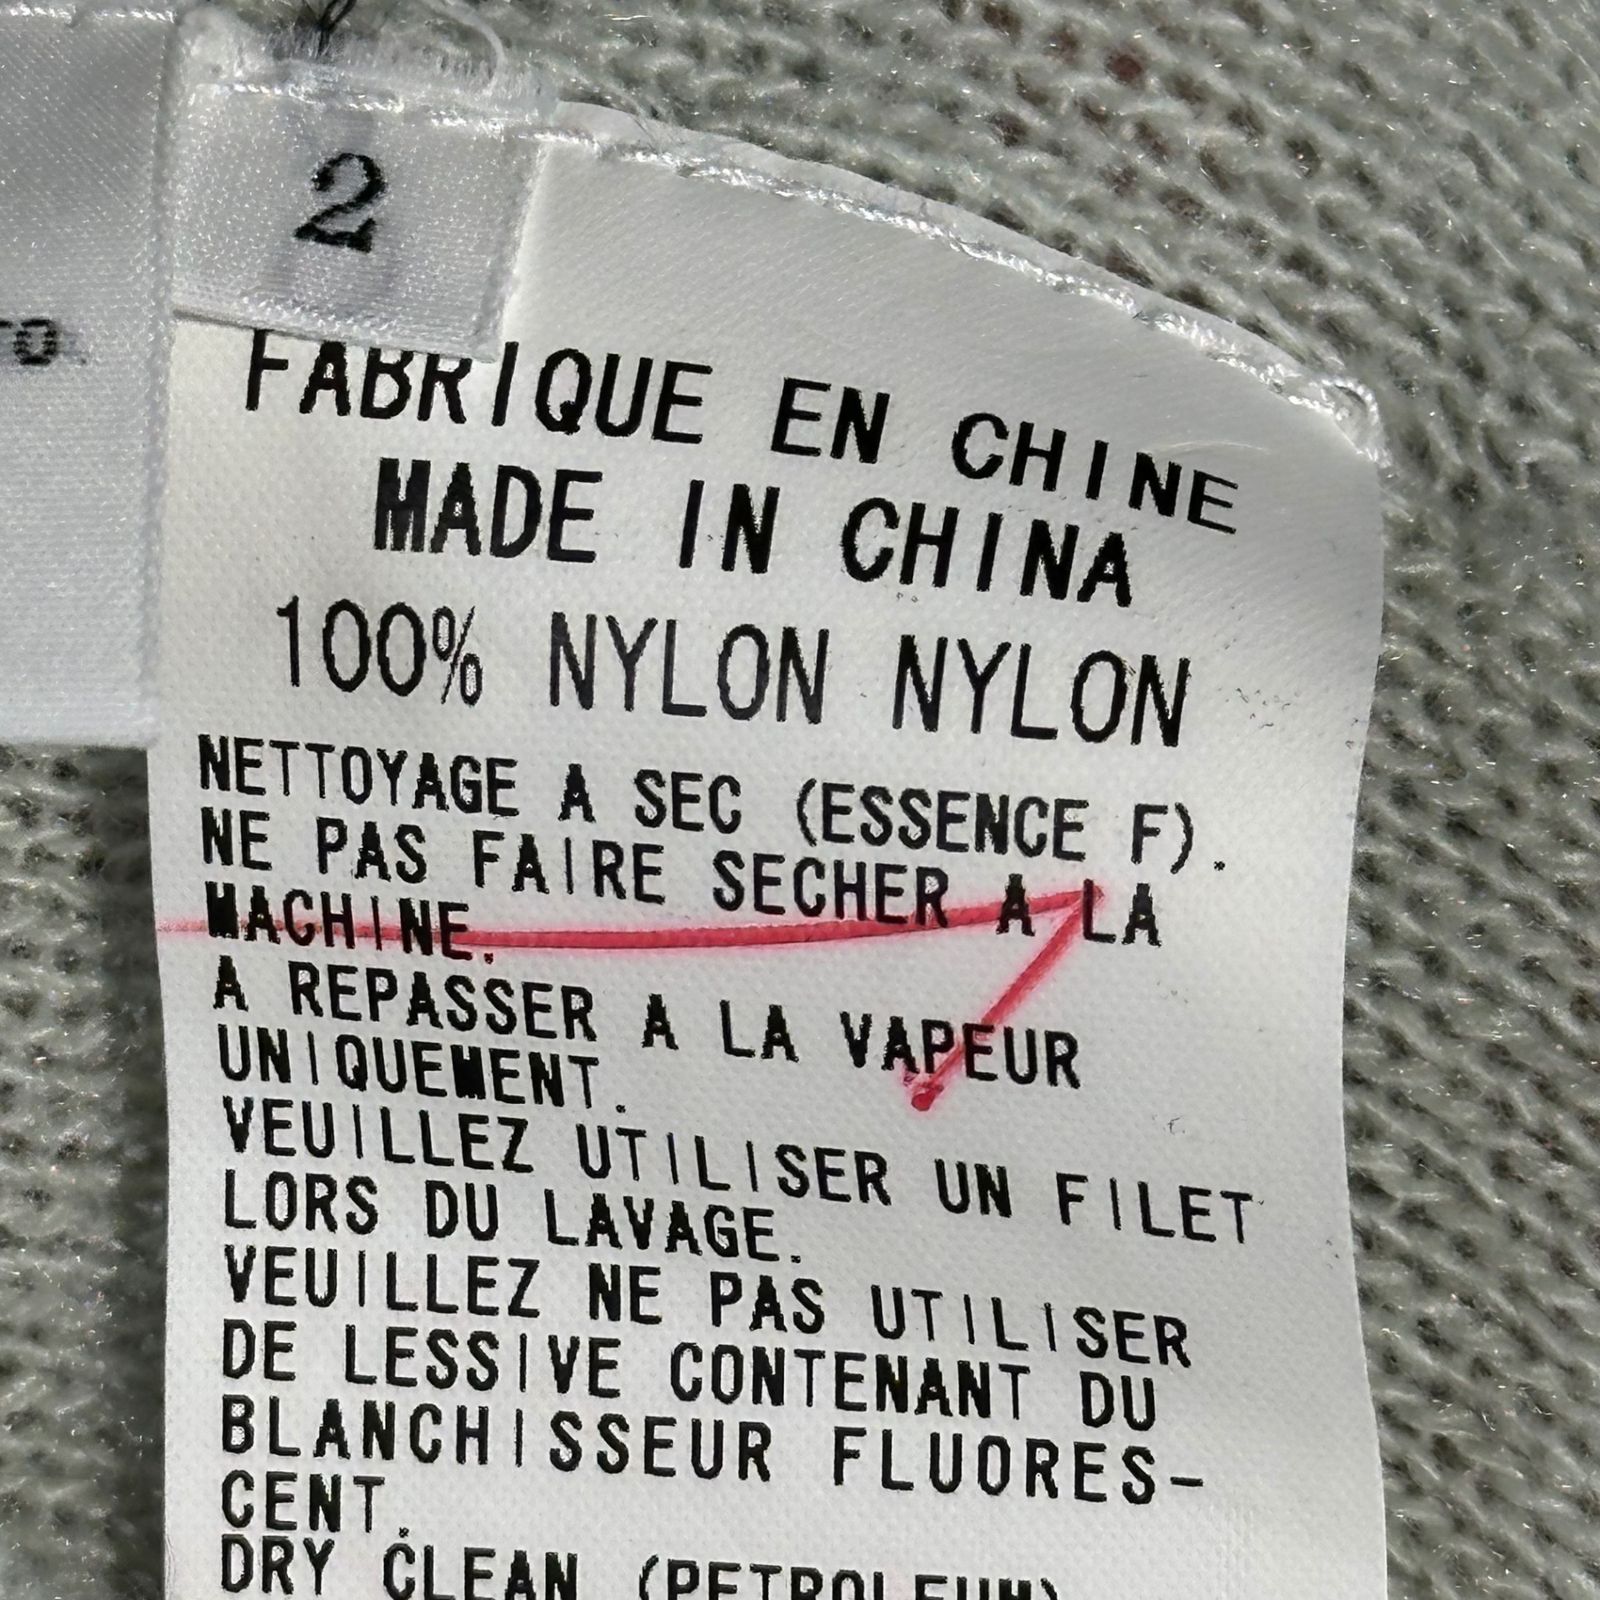 2
FABRIQUE EN CHINE
MADE IN CHINA
100% NYLON NYLON
NETTOYAGE A SEC (ESSENCE F).
NE PAS FAIRE SECHER A LA
MACHINE.
A REPASSER A LA VAPEUR
UNIQUEMENT.
VEUILLEZ UTILISER UN FILET
LORS DU LAVAGE.
VEUILLEZ NE PAS UTILISER
DE LESSIVE CONTENANT DU
BLANCHISSEUR FLUORES-
CENT.
DRY CLEAN (PETROLEUM)